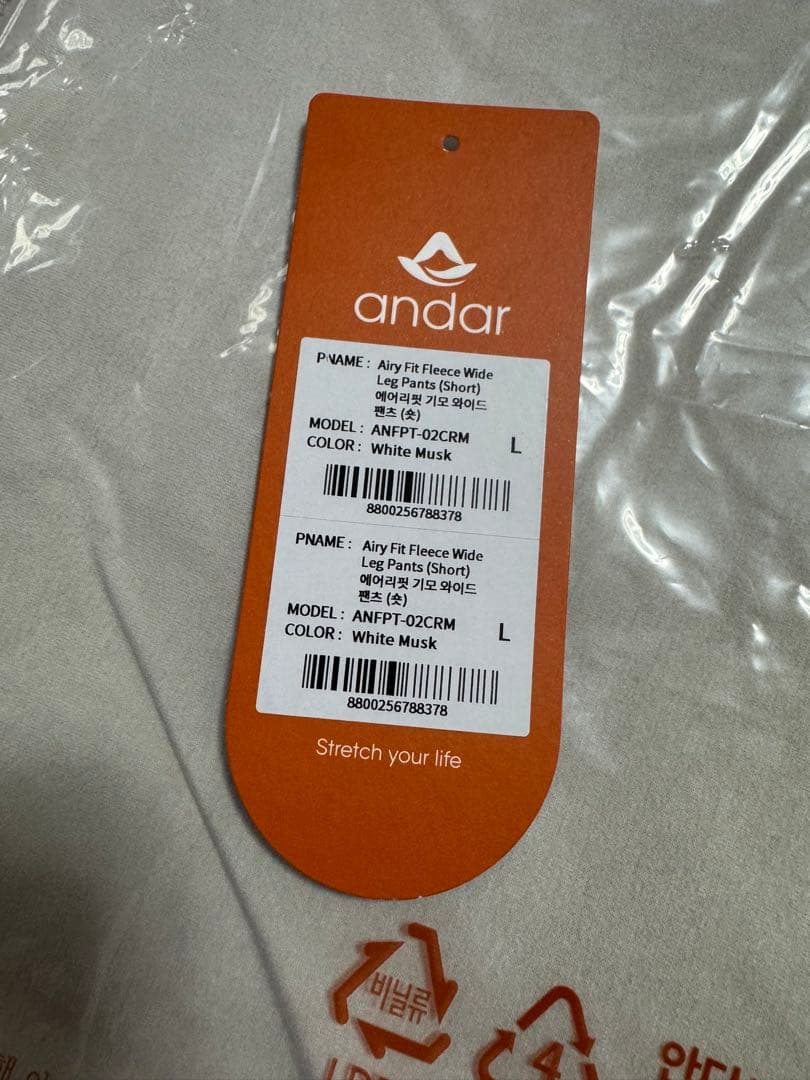 andar
PNAME : Airy Fit Fleece Wide
Leg Pants (Short)
에어리핏 기모 와이드
팬츠 (숏)
MODEL : ANFPT-02CRM
COLOR : White Musk
L
8800256788378
PNAME : Airy Fit Fleece Wide
Leg Pants (Short)
에어리핏 기모 와이드
팬츠 (숏)
MODEL : ANFPT-02CRM
COLOR : White Musk
L
8800256788378
Stretch your life
비닐류
4